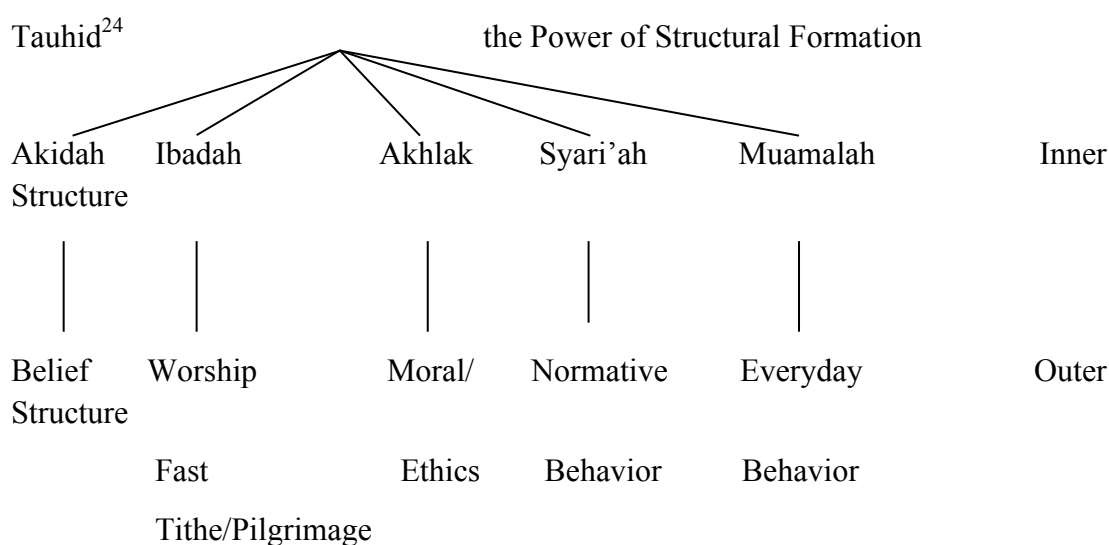 Tauhid24 the Power of Structural Formation
Akidah Ibadah Akhlak Syari’ah Muamalah Inner
Structure
Belief Worship Moral/ Normative Everyday Outer
Structure
Fast Ethics Behavior Behavior
Tithe/Pilgrimage